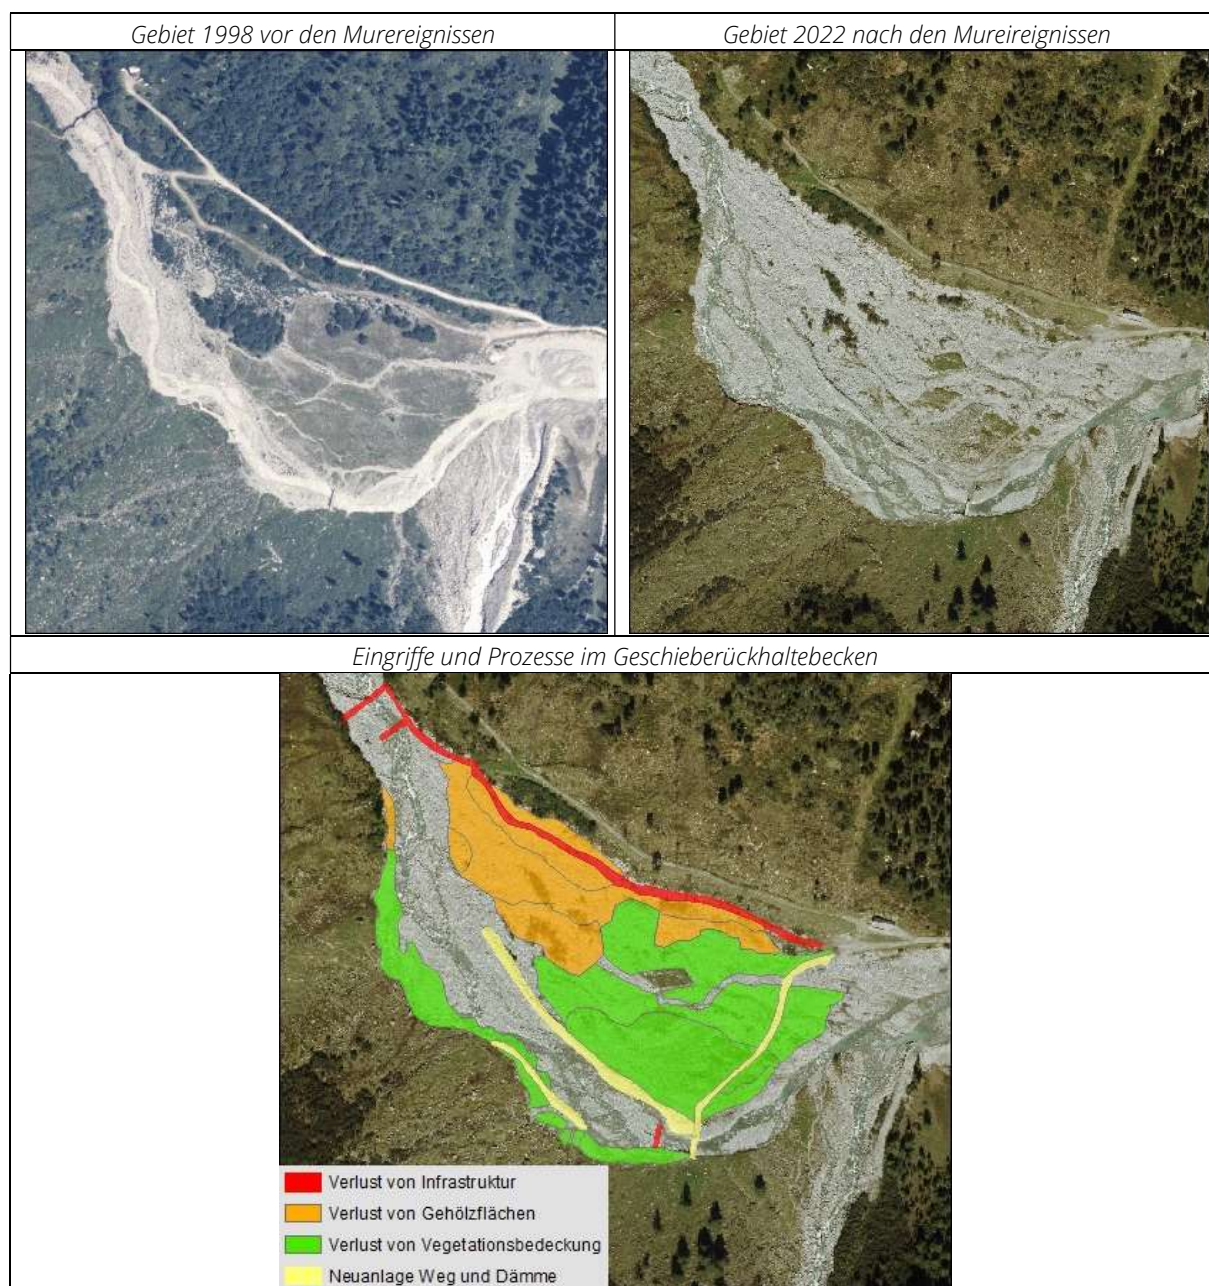 Gebiet 1998 vor den Murereignissen
Gebiet 2022 nach den Mureireignissen
Eingriffe und Prozesse im Geschieberückhaltebecken
Verlust von Infrastruktur
Verlust von Gehölzflächen
Verlust von Vegetationsbedeckung
Neuanlage Weg und Dämme